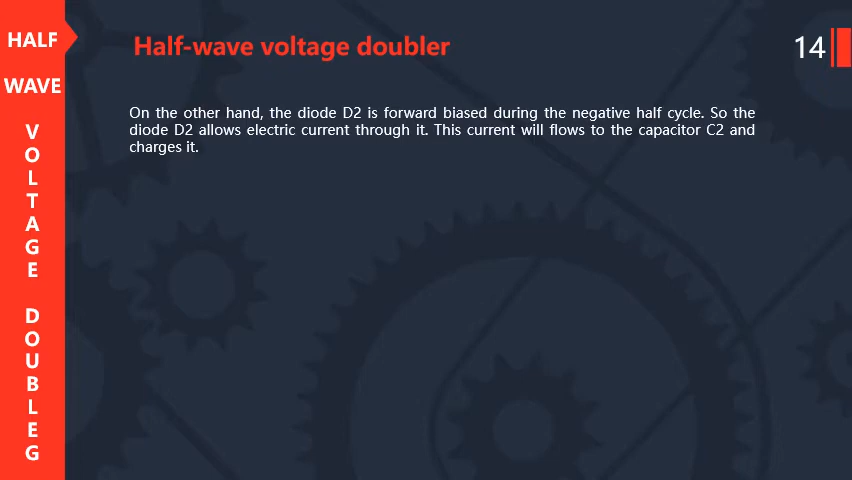 HALF
WAVE
V
O
L
T
A
G
E
D
O
U
B
L
E
G
Half-wave voltage doubler
14
On the other hand, the diode D2 is forward biased during the negative half cycle. So the
diode D2 allows electric current through it. This current will flows to the capacitor C2 and
charges it.